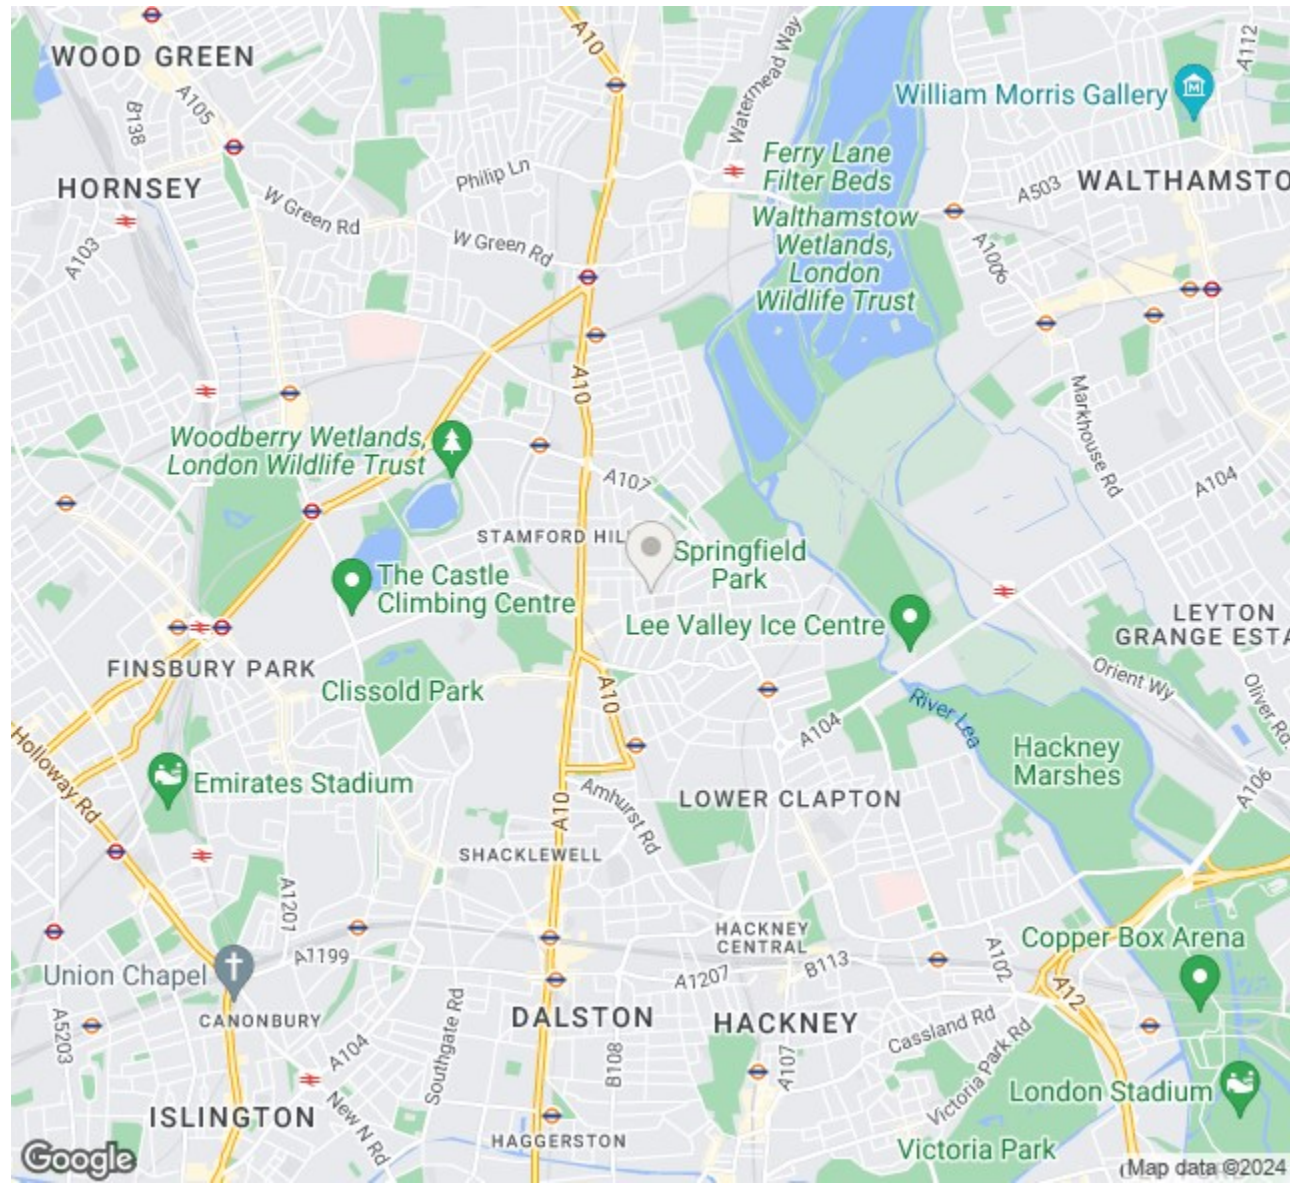 A10
A112
WOOD GREEN
Watermead Way
William Morris Gallery
A105
B138
Ferry Lane
Filter Beds
Philip Ln
HORNSEY
A503
WALTHAMSTO
W Green Rd
Walthamstow
Wetlands,
London
Wildlife Trust
A103
W Green Rd
A1006
A10
Markhouse Rd
Woodberry Wetlands,
London Wildlife Trust
A107
A104
STAMFORD HIL
Springfield
Park
The Castle
Climbing Centre
Lee Valley Ice Centre
LEYTON
GRANGE ESTA
FINSBURY PARK
Clissold Park
A10
Orient Wy
Oliver Rd.
River Lea
A104
Holloway Rd
Emirates Stadium
Hackney
Marshes
A10
Amhurst Rd
LOWER CLAPTON
A106
SHACKLEWELL
A1207
HACKNEY
CENTRAL
Copper Box Arena
A1199
Union Chapel
A1207
B113
A102
A12
A5203
CANONBURY
Southgate Rd
DALSTON
HACKNEY
Cassland Rd
A104
B108
A107
Victoria Park Rd
London Stadium
ISLINGTON
New N Rd
HAGGERSTON
Victoria Park
Google
Map data ©2024